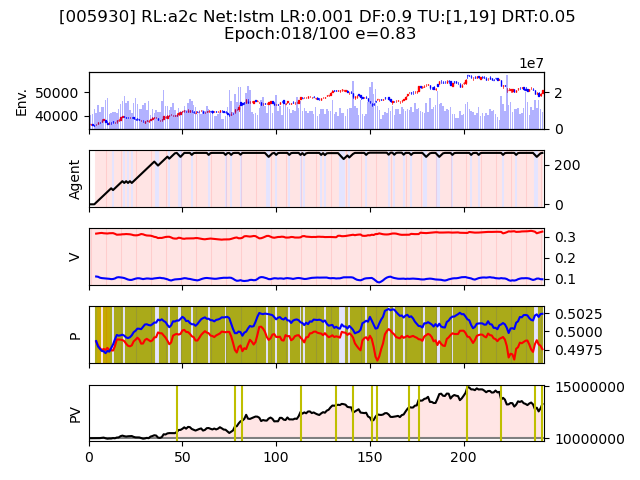 [005930] RL:a2c Net:lstm LR:0.001 DF:0.9 TU:[1,19] DRT:0.05
Epoch:018/100 e=0.83
1e7
Env.
50000
40000
2
0
Agent
200
0
V
0.3
0.2
0.1
P
0.5025
0.5000
0.4975
PV
15000000
10000000
0 50 100 150 200